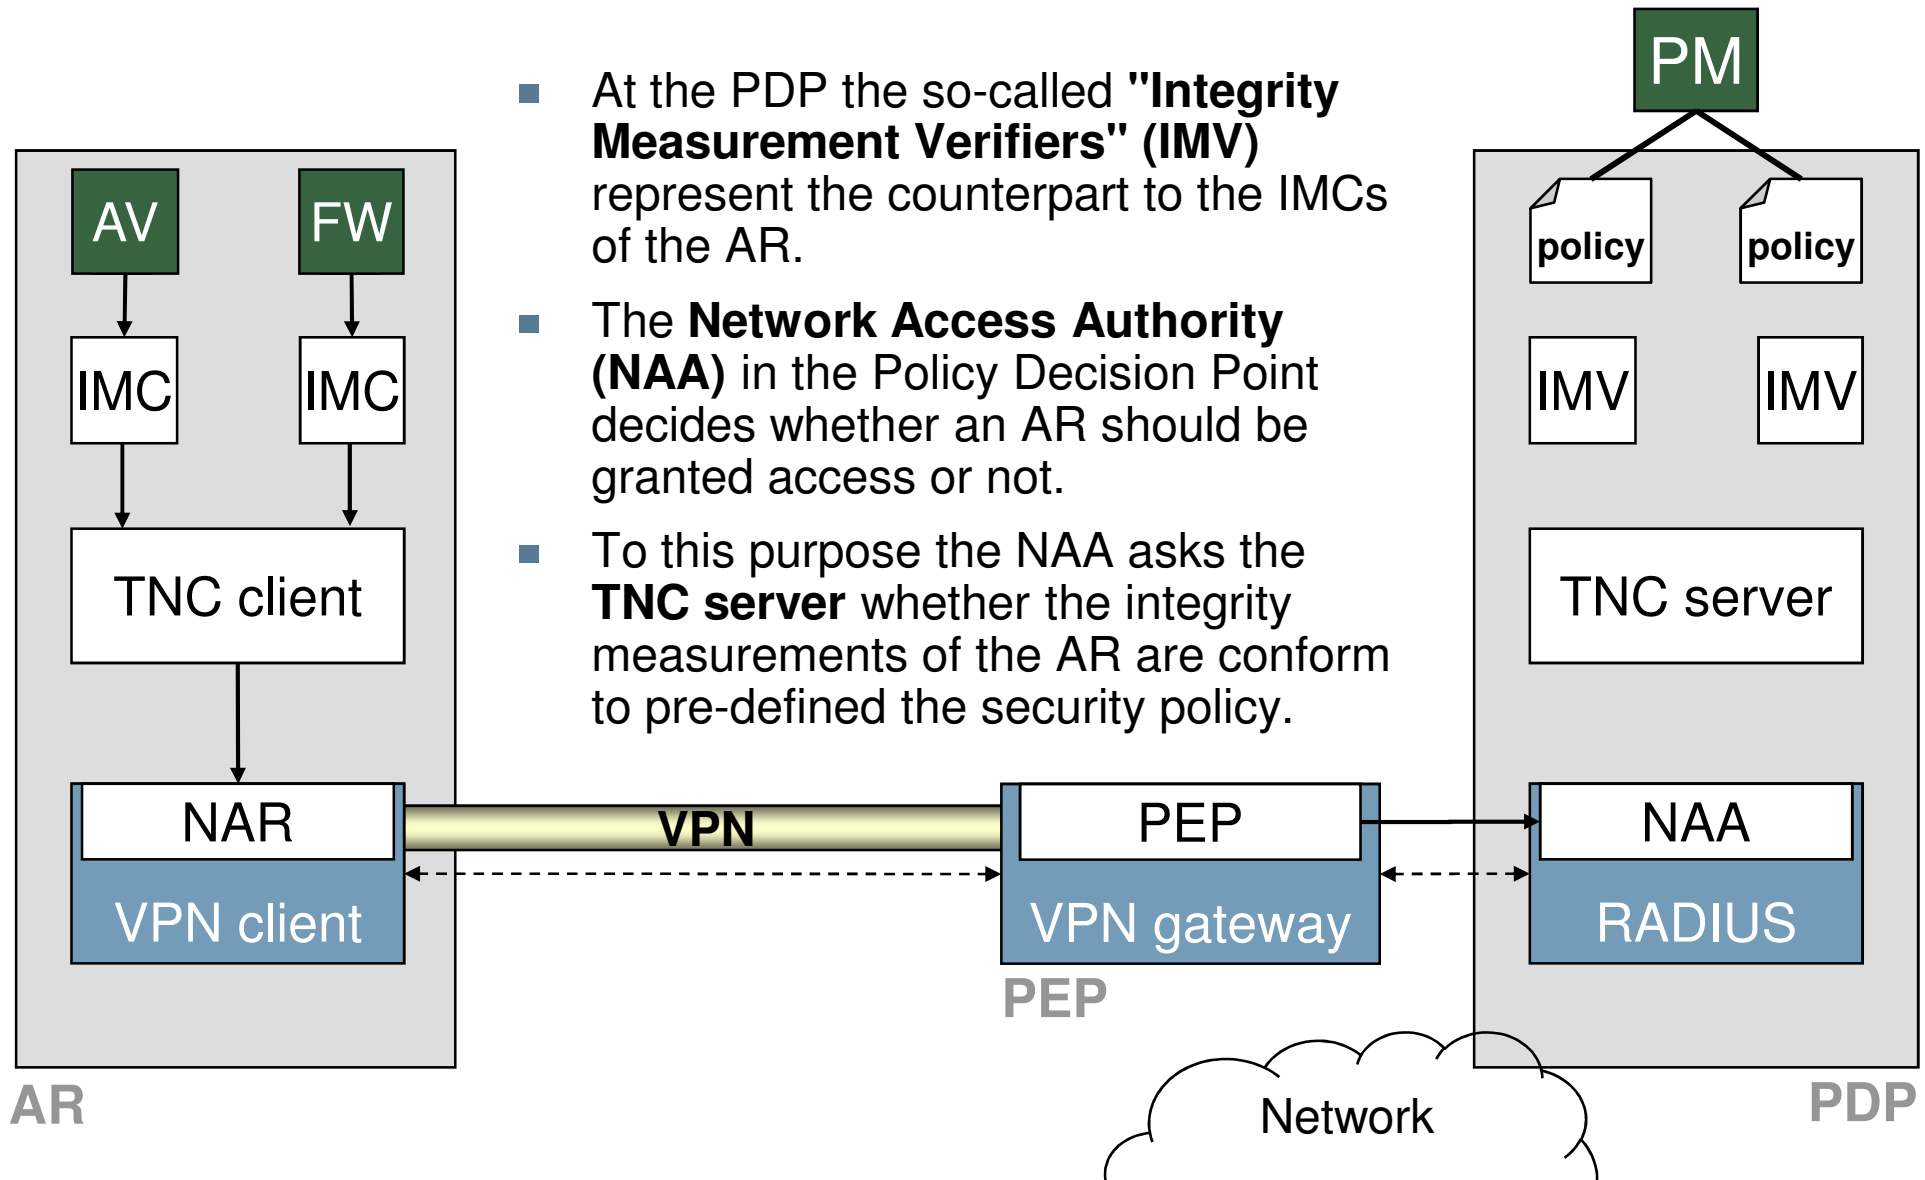 PM
At the PDP the so-called "Integrity
Measurement Verifiers" (IMV)
represent the counterpart to the IMCs
of the AR.
The Network Access Authority
(NAA) in the Policy Decision Point
decides whether an AR should be
granted access or not.
To this purpose the NAA asks the
TNC server whether the integrity
measurements of the AR are conform
to pre-defined the security policy.
AV
FW
IMC
IMC
TNC client
NAR
VPN client
AR
VPN
PEP
VPN gateway
PEP
policy
policy
IMV
IMV
TNC server
NAA
RADIUS
PDP
Network